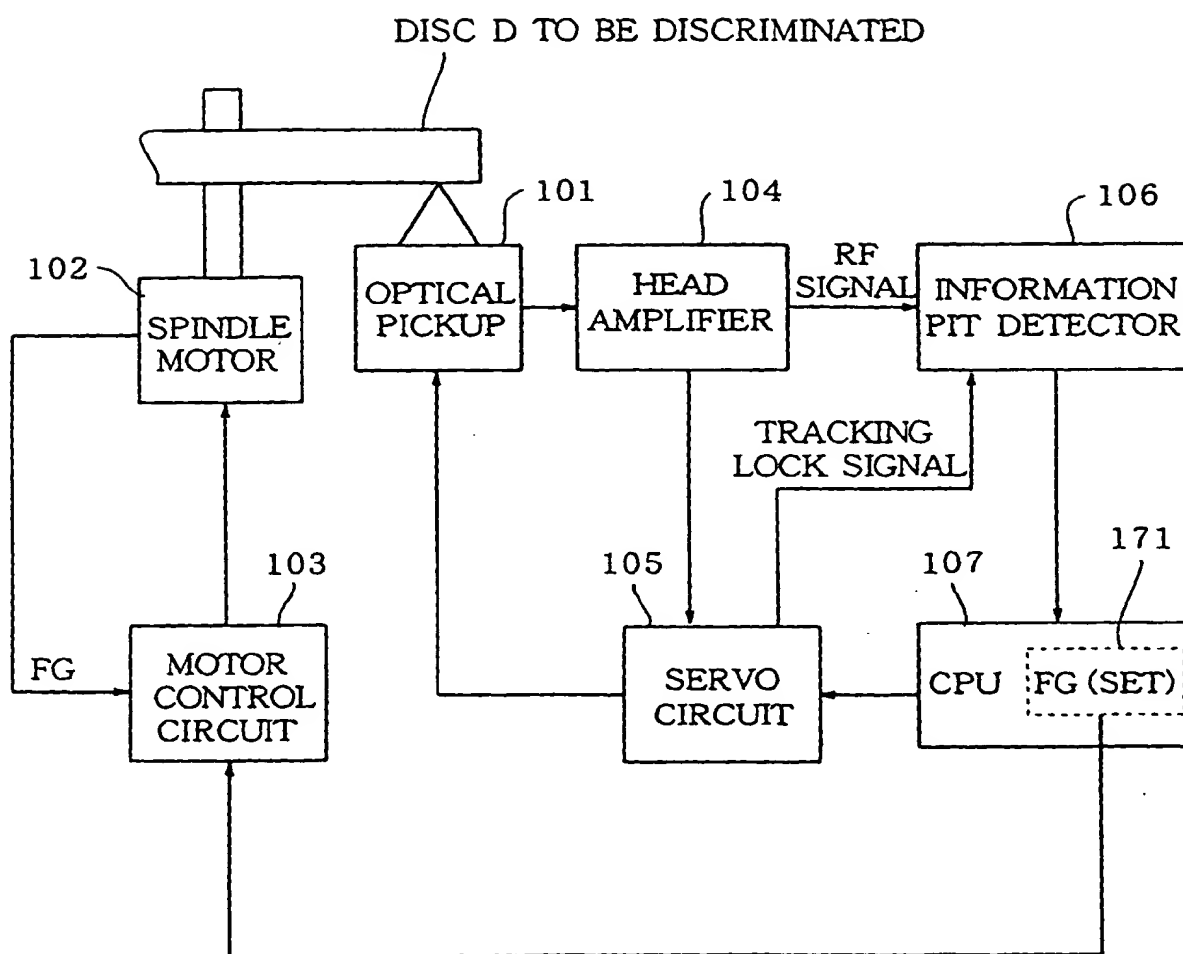 DISC D TO BE DISCRIMINATED
101
104
106
102
OPTICAL
PICKUP
HEAD
AMPLIFIER
RF
SIGNAL
INFORMATION
PIT DETECTOR
SPINDLE
MOTOR
TRACKING
LOCK SIGNAL
103
105
107
171
FG
MOTOR
CONTROL
CIRCUIT
SERVO
CIRCUIT
CPU
FG (SET)